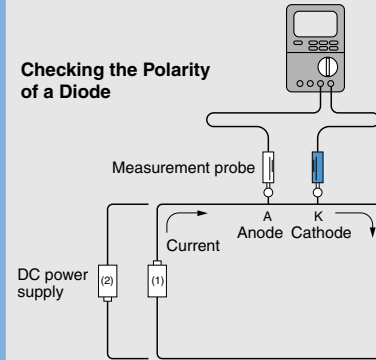 Checking the Polarity
of a Diode
Measurement probe
A
K
Anode
Cathode
Current
DC power
supply
(2)
(1)